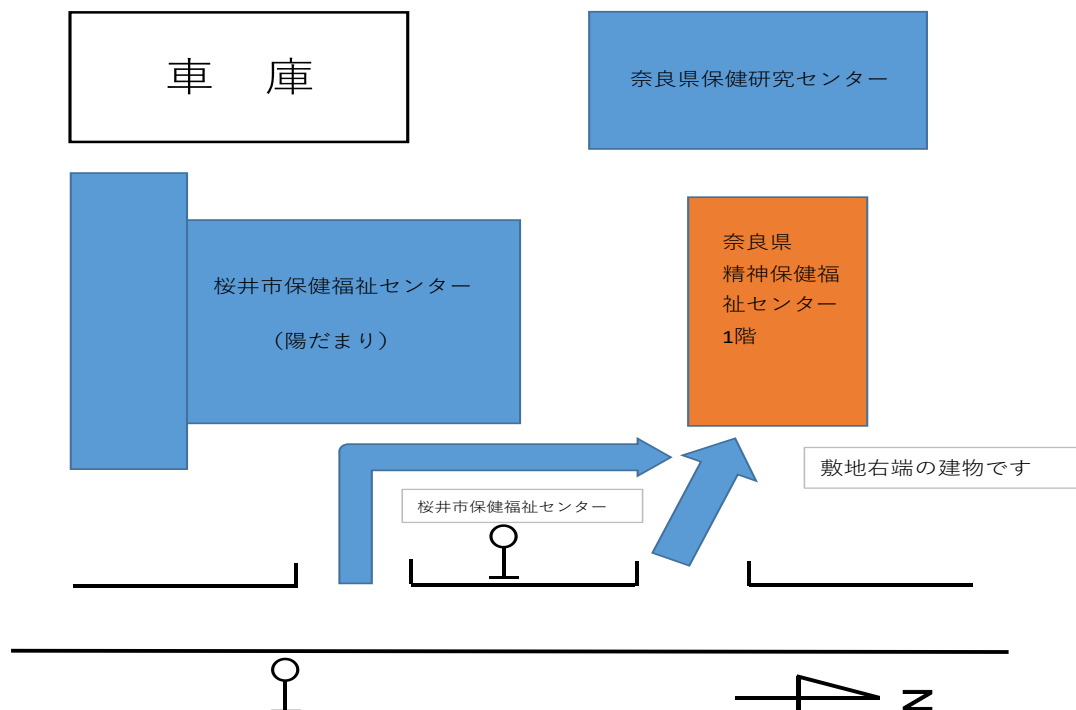 車 庫
奈良県保健研究センター
奈良県
精神保健福
祉センター
1階
桜井市保健福祉センター
（陽だまり）
敷地右端の建物です
桜井市保健福祉センター
N